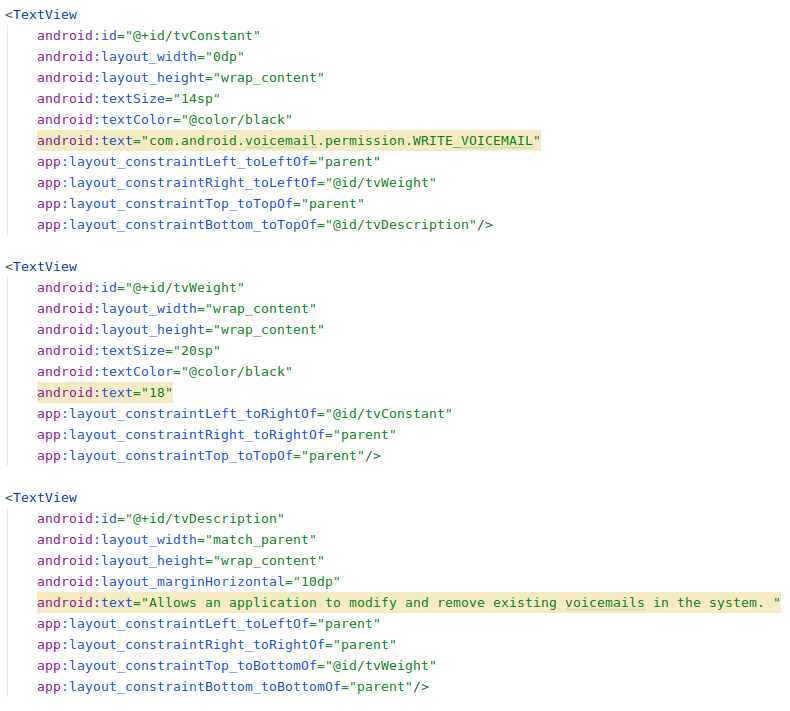 <TextView
android:id="@+id/tvConstant"
android:layout_width="0dp"
android:layout_height="wrap_content"
android:textSize="14sp"
android:textColor="@color/black"
android:text="com.android.voicemail.permission.WRITE_VOICEMAIL"
app:layout_constraintLeft_toLeftOf="parent"
app:layout_constraintRight_toLeftOf="@id/tvWeight"
app:layout_constraintTop_toTopOf="parent"
app:layout_constraintBottom_toTopOf="@id/tvDescription"/>
<TextView
android:id="@+id/tvWeight"
android:layout_width="wrap_content"
android:layout_height="wrap_content"
android:textSize="20sp"
android:textColor="@color/black"
android:text="18"
app:layout_constraintLeft_toRightOf="@id/tvConstant"
app:layout_constraintRight_toRightOf="parent"
app:layout_constraintTop_toTopOf="parent"/>
<TextView
android:id="@+id/tvDescription"
android:layout_width="match_parent"
android:layout_height="wrap_content"
android:layout_marginHorizontal="10dp"
android:text="Allows an application to modify and remove existing voicemails in the system. "
app:layout_constraintLeft_toLeftOf="parent"
app:layout_constraintRight_toRightOf="parent"
app:layout_constraintTop_toBottomOf="@id/tvWeight"
app:layout_constraintBottom_toBottomOf="parent"/>